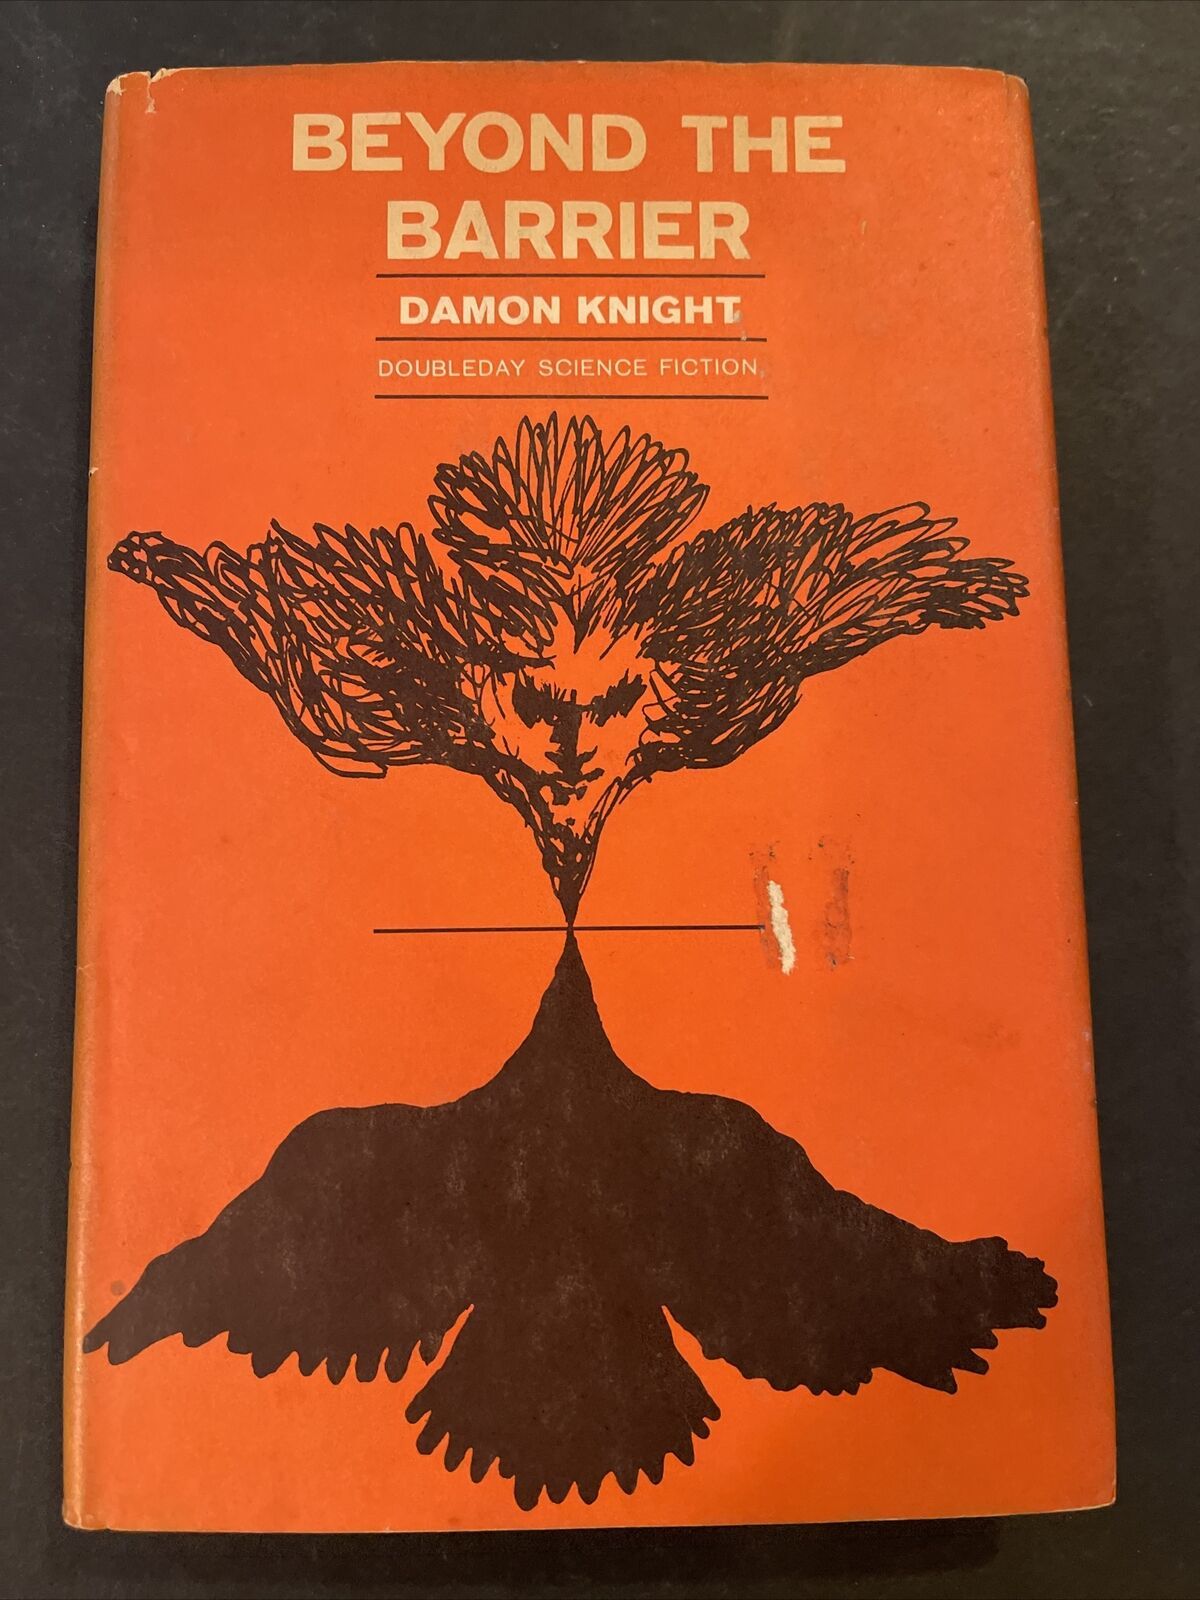 BEYOND THE
BARRIER
DAMON KNIGHT
DOUBLEDAY SCIENCE FICTION